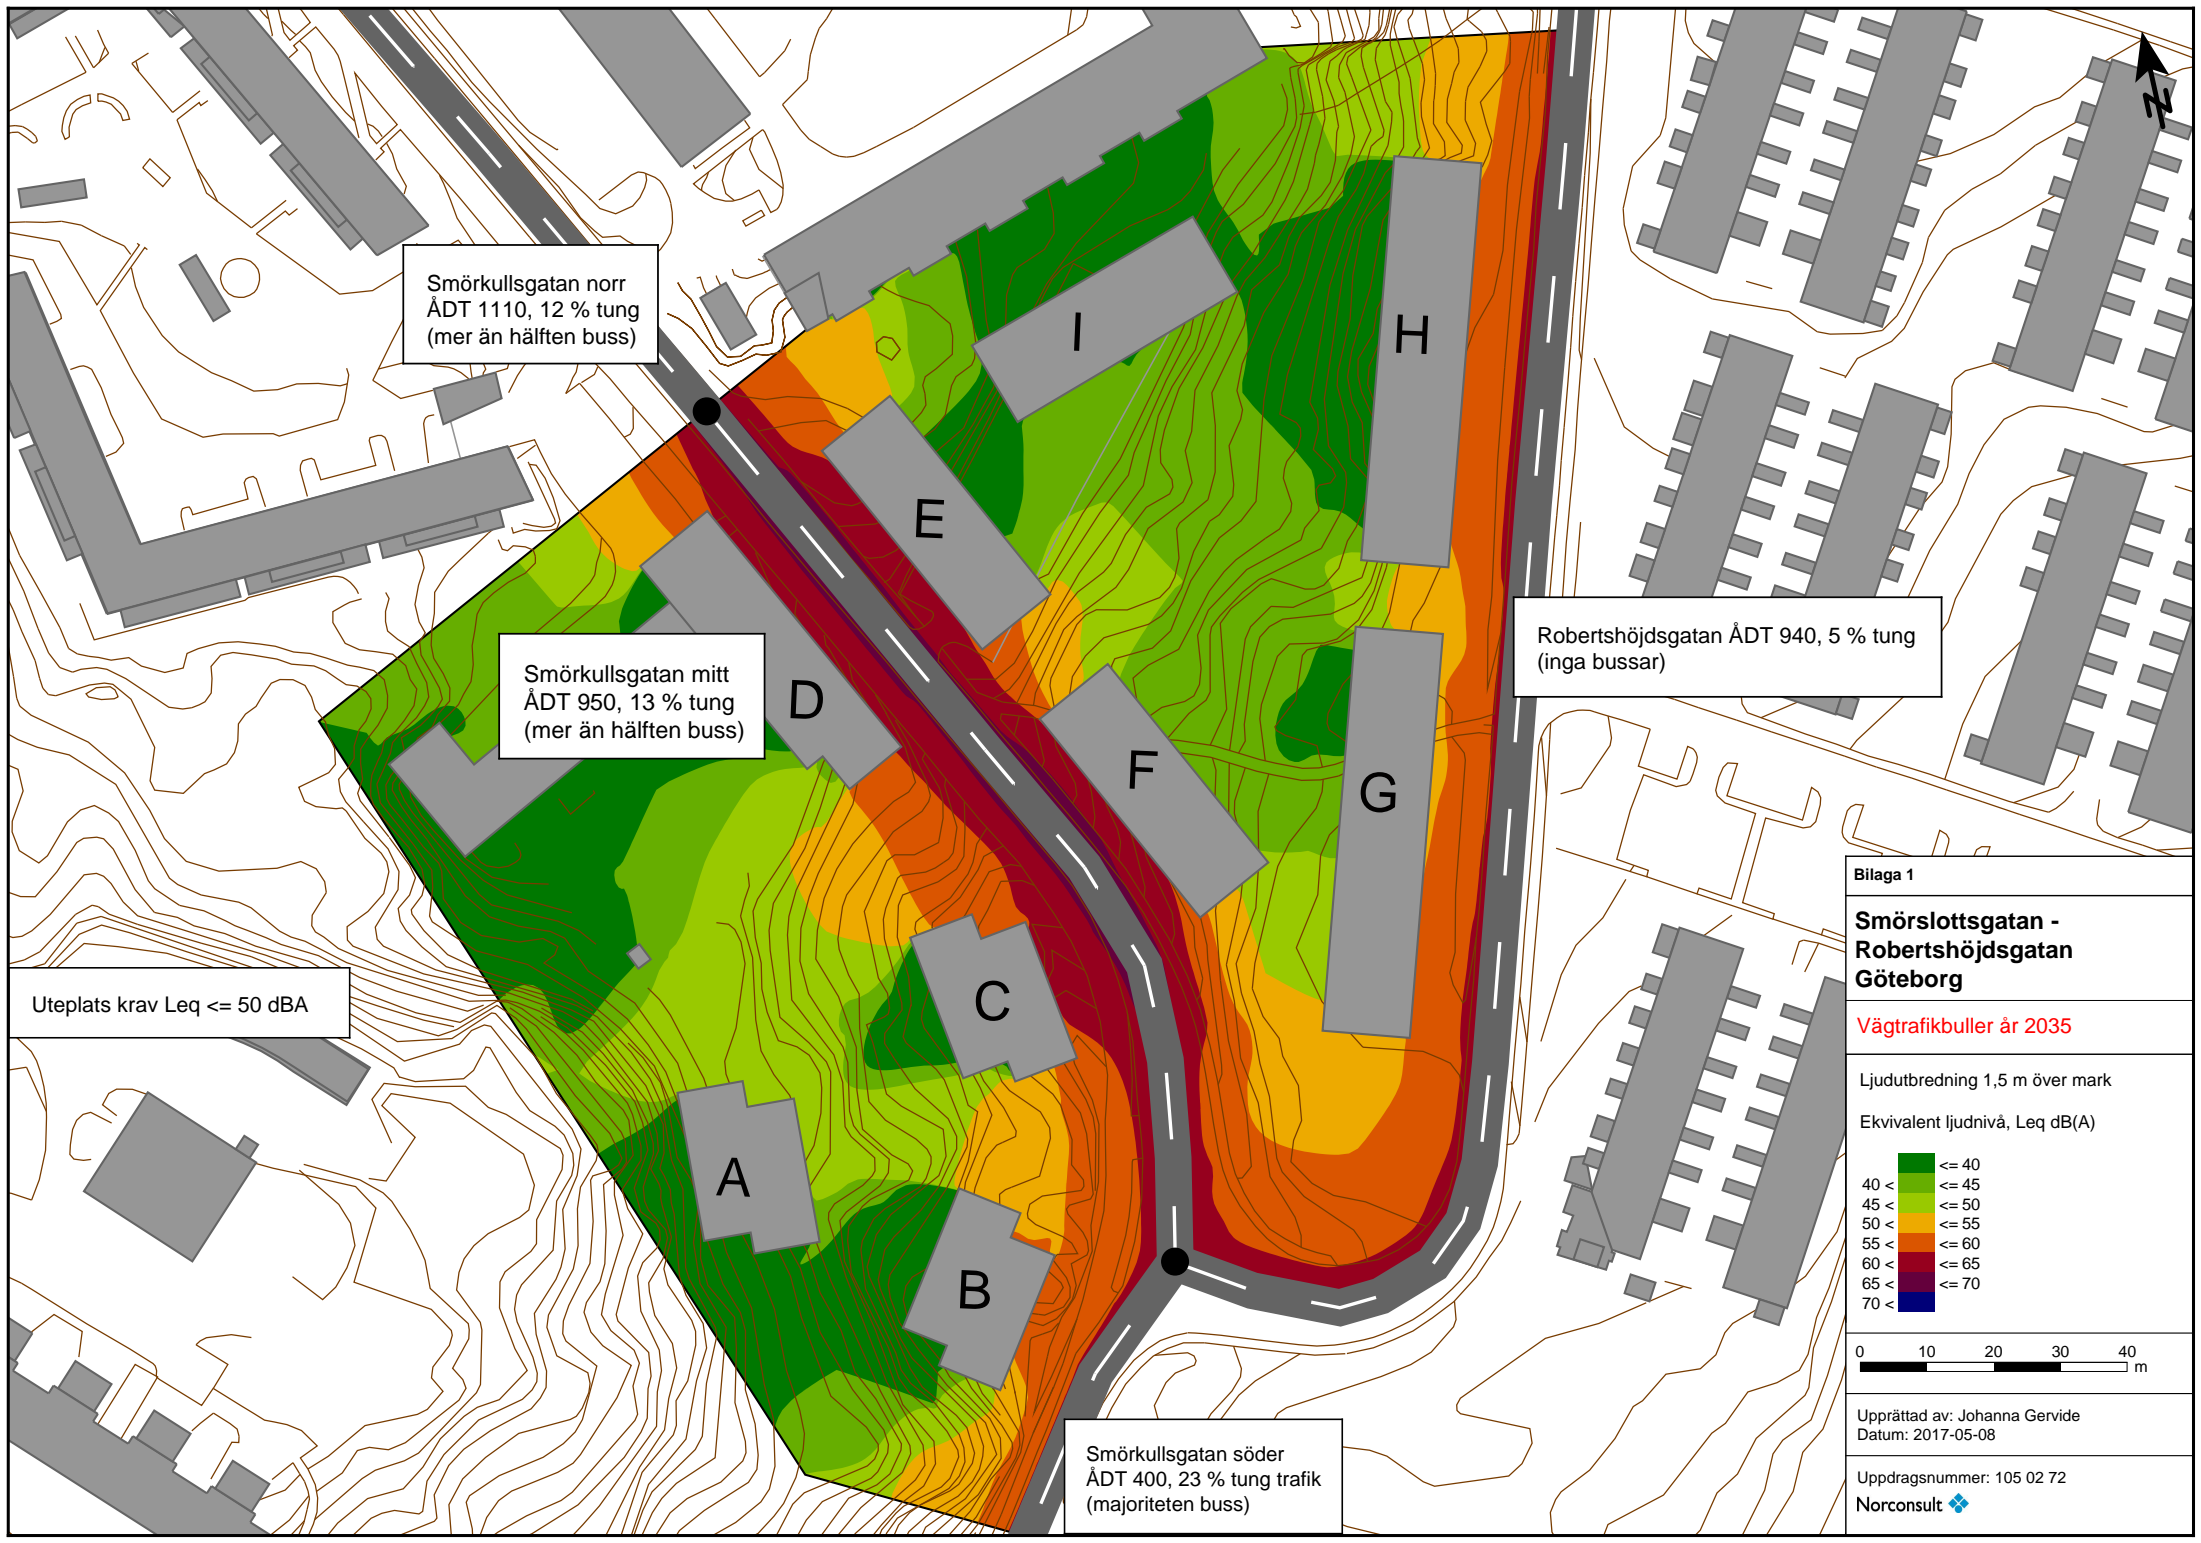 N
Smörkullsgatan norr
ÅDT 1110, 12 % tung
(mer än hälften buss)
I
H
E
Robertshöjdsgatan ÅDT 940, 5 % tung
(inga bussar)
Smörkullsgatan mitt
ÅDT 950, 13 % tung
(mer än hälften buss)
D
F
G
Uteplats krav Leq <= 50 dBA
C
A
B
Smörkullsgatan söder
ÅDT 400, 23 % tung trafik
(majoriteten buss)
Bilaga 1
Smörslottsgatan -
Robertshöjdsgatan
Göteborg
Vägtrafikbuller år 2035
Ljudutbredning 1,5 m över mark
Ekvivalent ljudnivå, Leq dB(A)
<= 40
40 < <= 45
45 < <= 50
50 < <= 55
55 < <= 60
60 < <= 65
65 < <= 70
70 <
0 10 20 30 40
m
Upprättad av: Johanna Gervide
Datum: 2017-05-08
Uppdragsnummer: 105 02 72
Norconsult